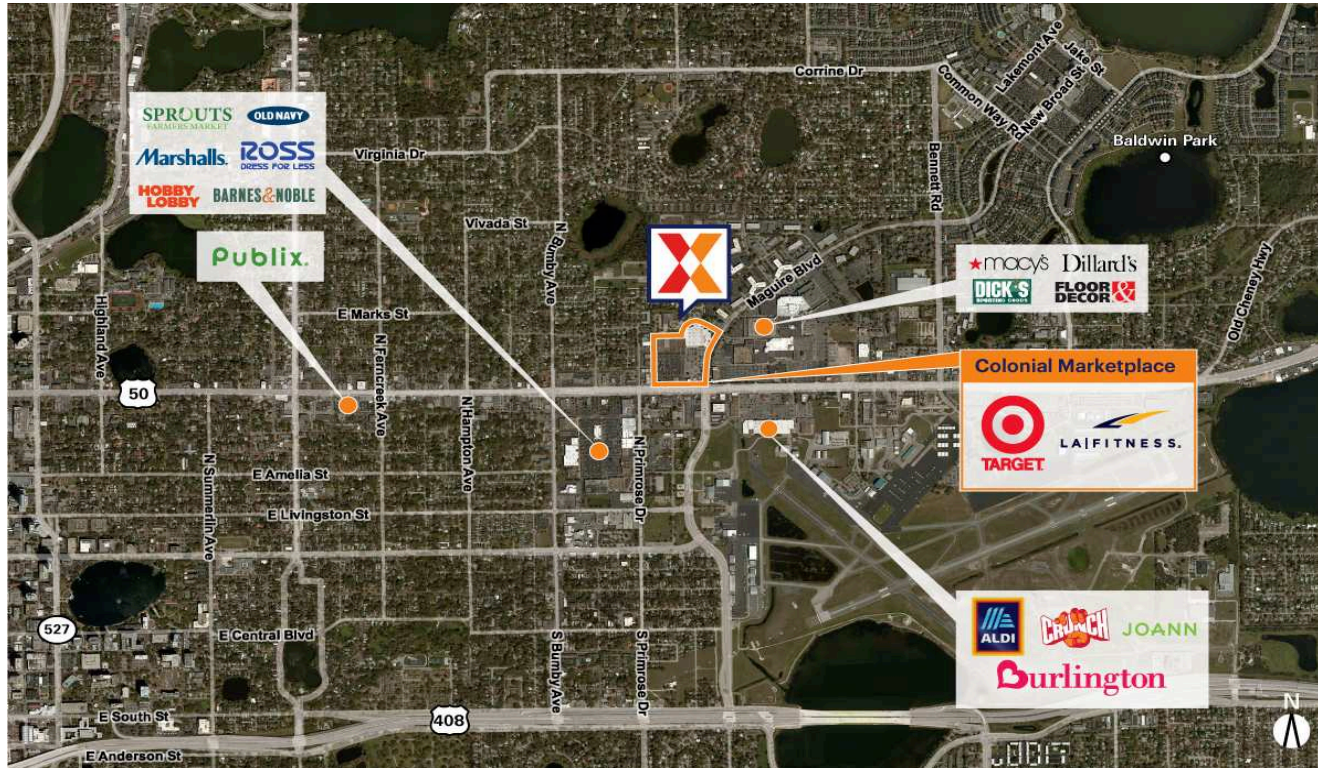 Corrine Dr
Lakemont Ave
Jake St
Common Way Rd
New Broad St
Baldwin Park
SPROUTS
FARMERS MARKET
OLD NAVY
Marshalls.
ROSS
DRESS FOR LESS
HOBBY
LOBBY
BARNES&NOBLE
Virginia Dr
Bennett Rd
Vivada St
N Bumby Ave
Publix.
Maguire Blvd
★macy's
Dillard's
DICK'S
SPORTING GOODS
FLOOR
& DECOR
Old Cheney Hwy
Highland Ave
E Marks St
N Ferncreek Ave
50
Colonial Marketplace
TARGET
LA|FITNESS.
N Hampton Ave
N Primrose Dr
N Summerlin Ave
E Amelia St
E Livingston St
527
E Central Blvd
S Bumby Ave
S Primrose Dr
ALDI
CRUNCH
JOANN
Burlington
E South St
408
E Anderson St
N